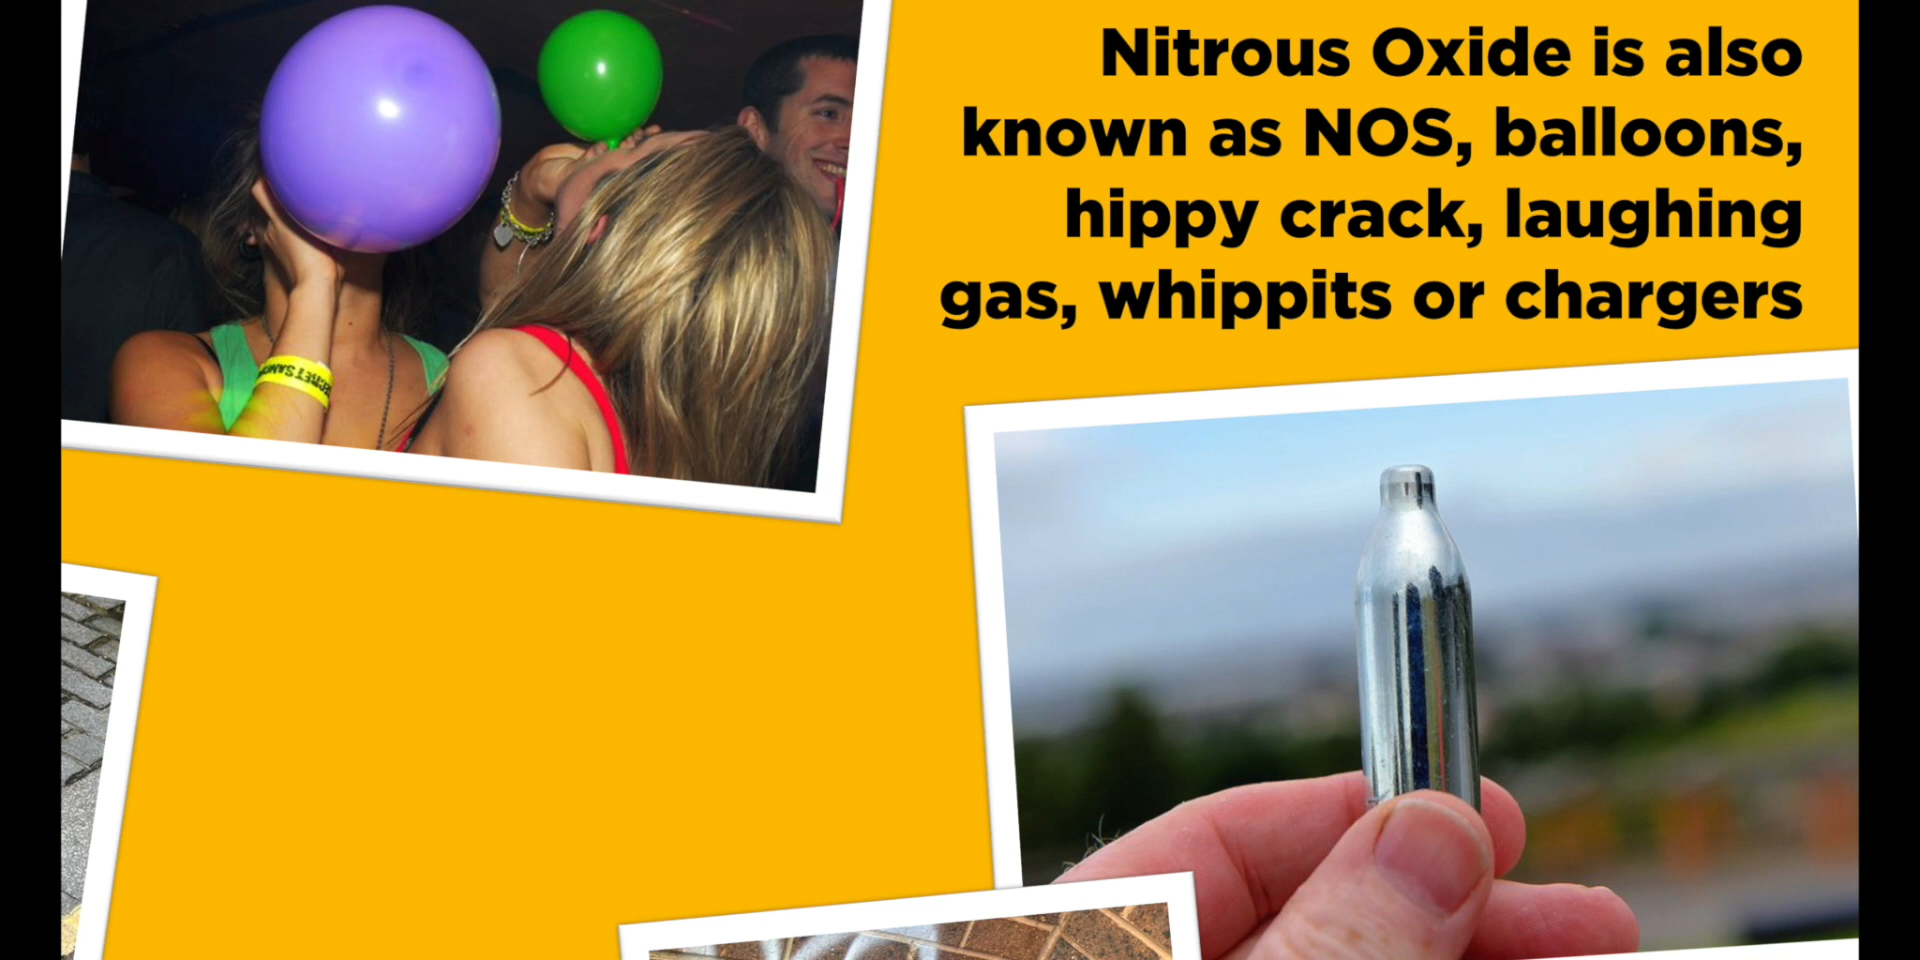 Nitrous Oxide is also
known as NOS, balloons,
hippy crack, laughing
gas, whippits or chargers